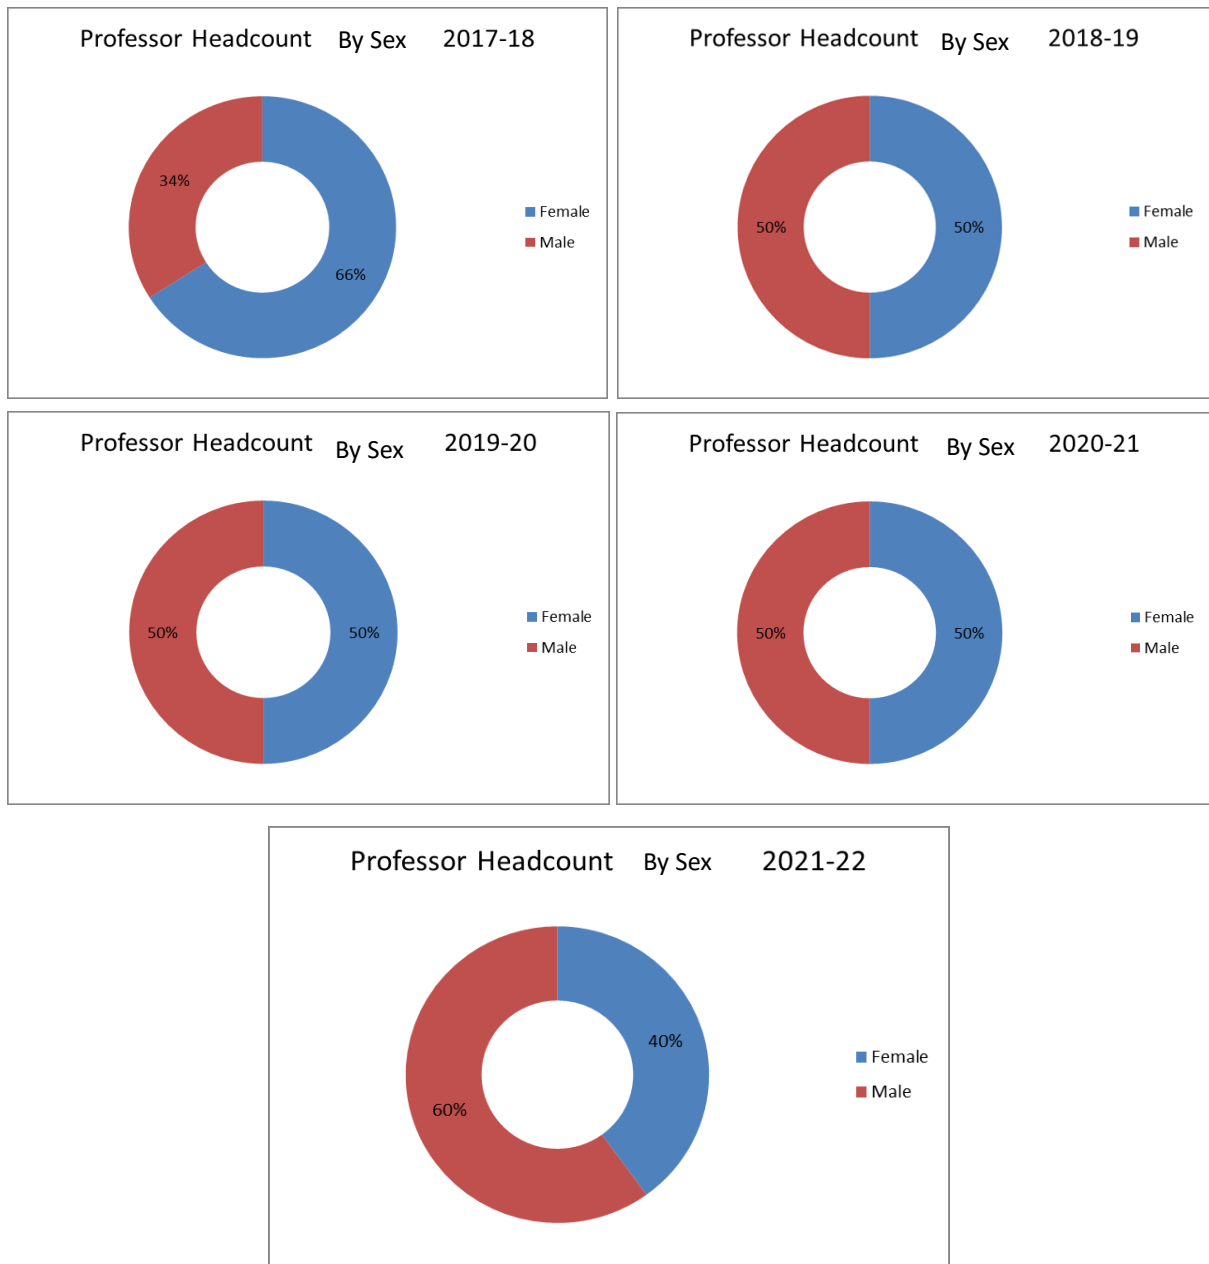 Professor Headcount By Sex 2017-18
34%
66%
Female
Male
Professor Headcount By Sex 2018-19
50%
50%
Female
Male
Professor Headcount By Sex 2019-20
50%
50%
Female
Male
Professor Headcount By Sex 2020-21
50%
50%
Female
Male
Professor Headcount By Sex 2021-22
40%
60%
Female
Male